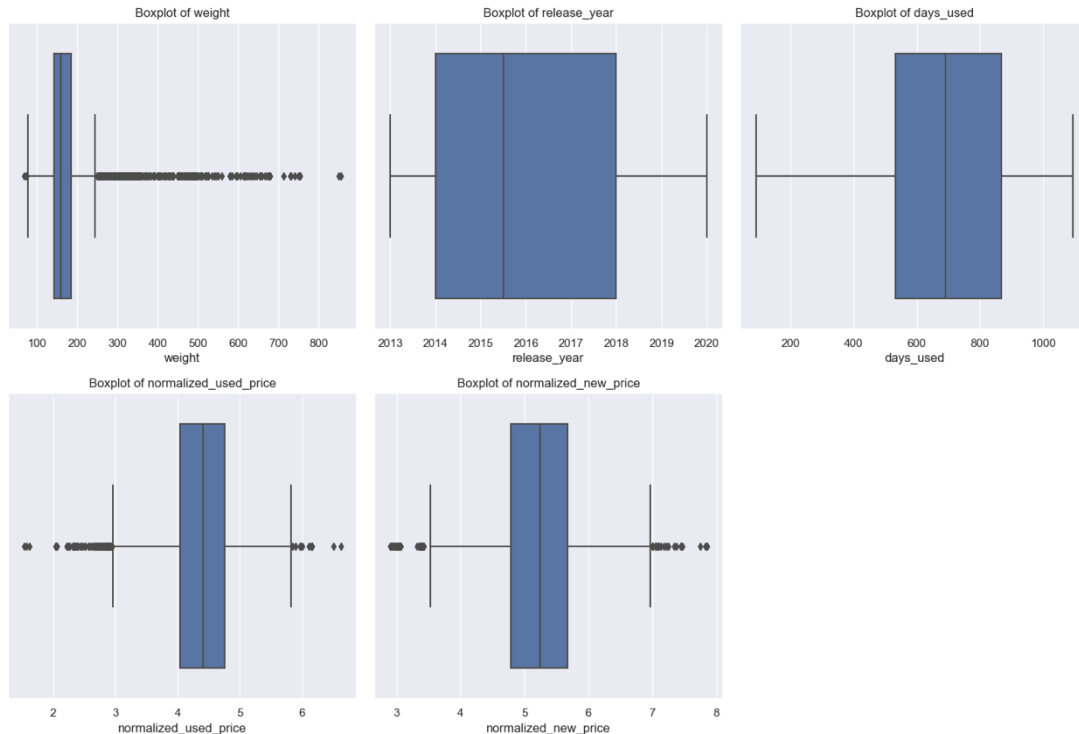 Boxplot of weight
100 200 300 400 500 600 700 800
weight
Boxplot of release_year
2013 2014 2015 2016 2017 2018 2019 2020
release_year
Boxplot of days_used
200 400 600 800 1000
days_used
Boxplot of normalized_used_price
2 3 4 5 6
normalized_used_price
Boxplot of normalized_new_price
3 4 5 6 7 8
normalized_new_price